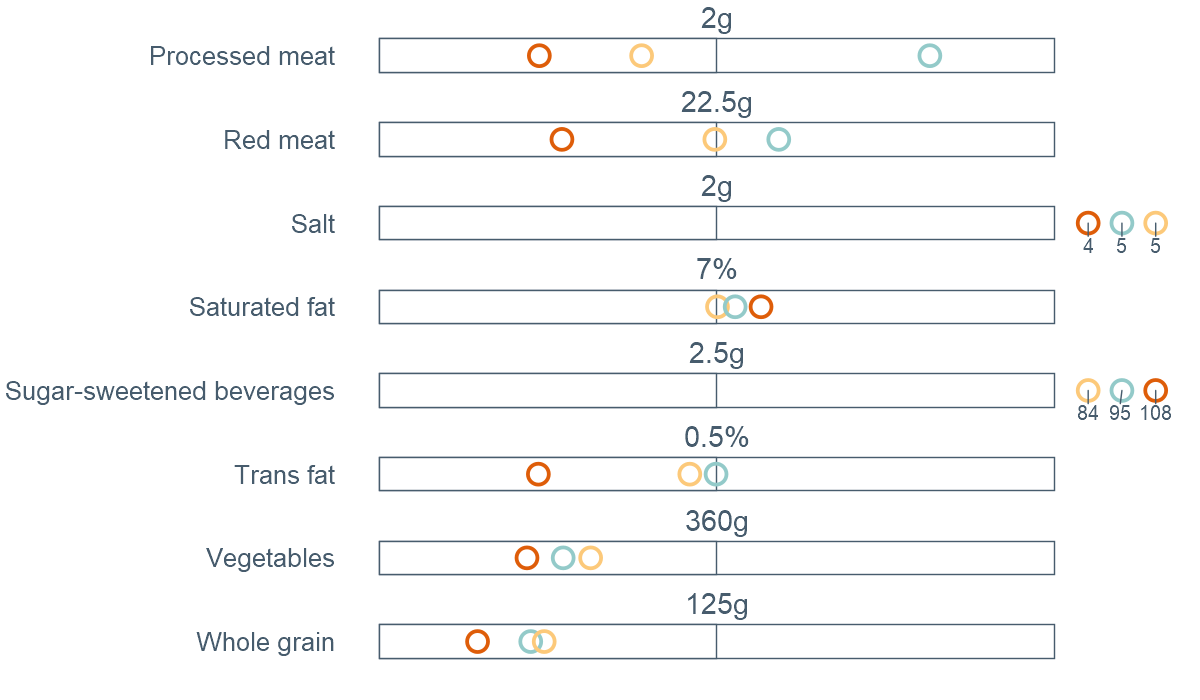 2g
Processed meat
22.5g
Red meat
2g
Salt
4 5 5
7%
Saturated fat
2.5g
Sugar-sweetened beverages
84 95 108
0.5%
Trans fat
360g
Vegetables
125g
Whole grain